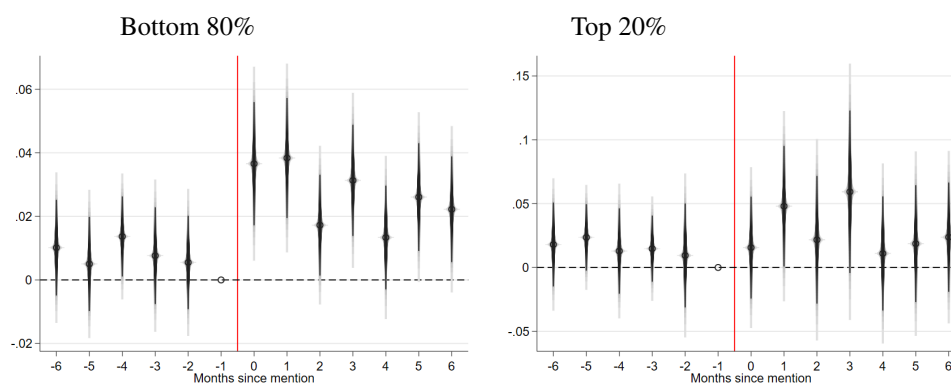 Bottom 80%
Top 20%
.06
.04
.02
0
-.02
-6 -5 -4 -3 -2 -1 0 1 2 3 4 5 6
Months since mention
.15
.1
.05
0
-.05
-6 -5 -4 -3 -2 -1 0 1 2 3 4 5 6
Months since mention